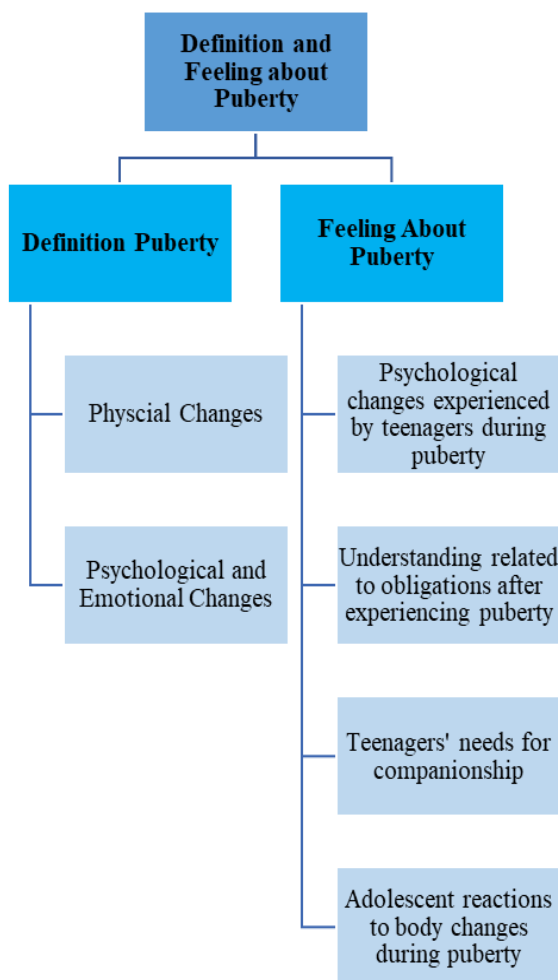 Definition and
Feeling about
Puberty
Definition Puberty
Feeling About
Puberty
Physcial Changes
Psychological and
Emotional Changes
Psychological
changes experienced
by teenagers during
puberty
Understanding related
to obligations after
experiencing puberty
Teenagers' needs for
companionship
Adolescent reactions
to body changes
during puberty